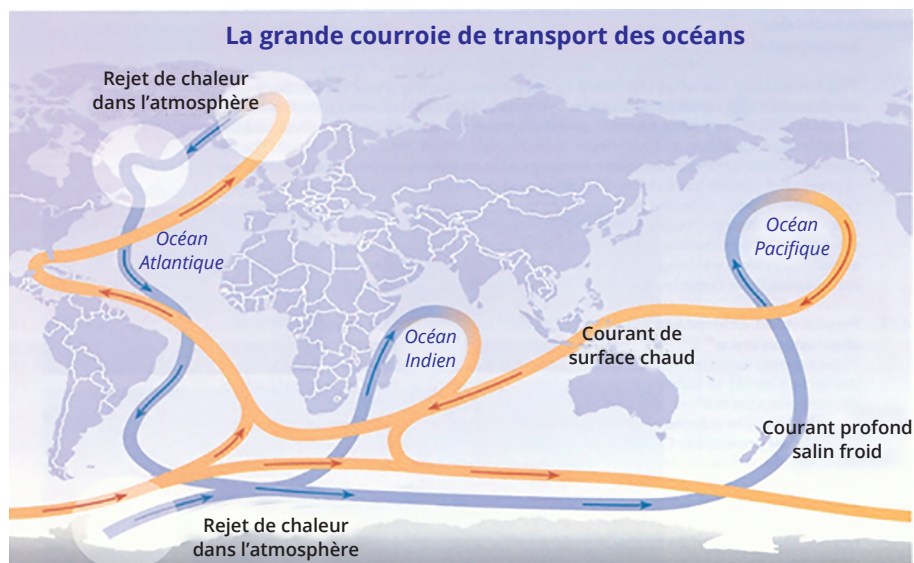 La grande courroie de transport des océans
Rejet de chaleur
dans l’atmosphère
Océan
Atlantique
Océan
Pacifique
Océan
Indien
Courant de
surface chaud
Courant profond
salin froid
Rejet de chaleur
dans l’atmosphère